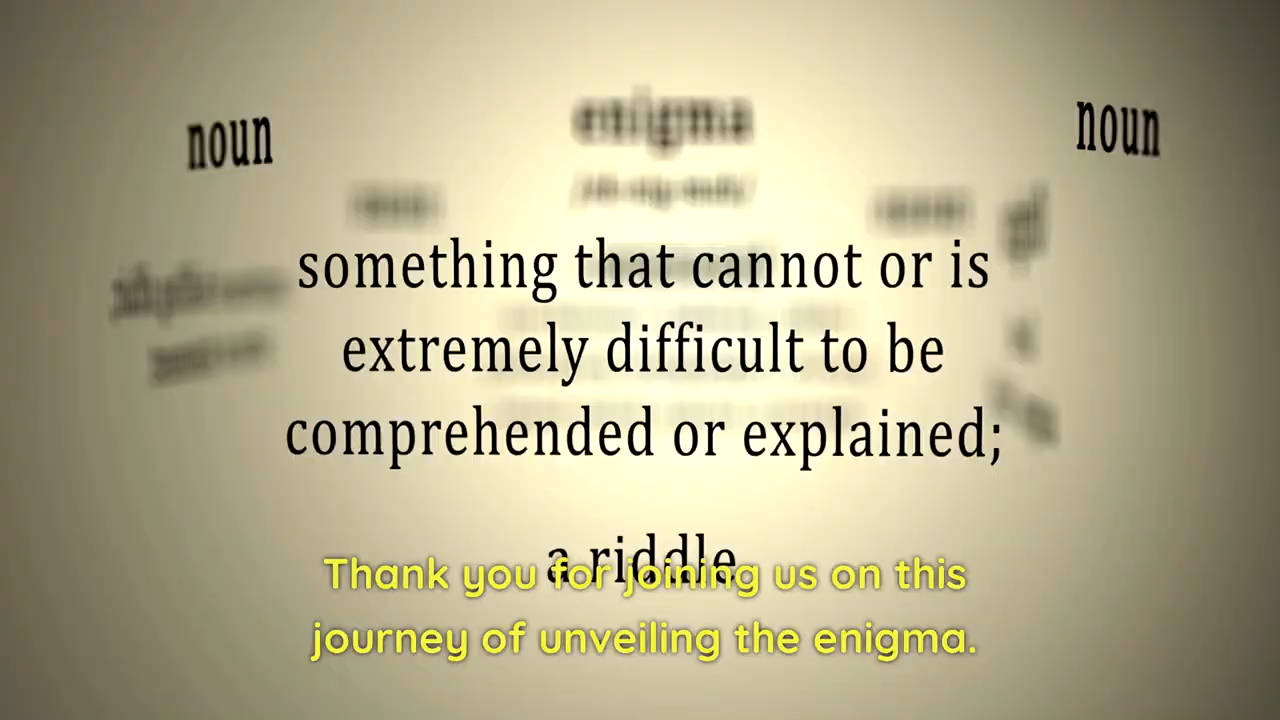 enigma
noun
noun
something that cannot or is
extremely difficult to be
comprehended or explained;
a riddle
Thank you for joining us on this
journey of unveiling the enigma.